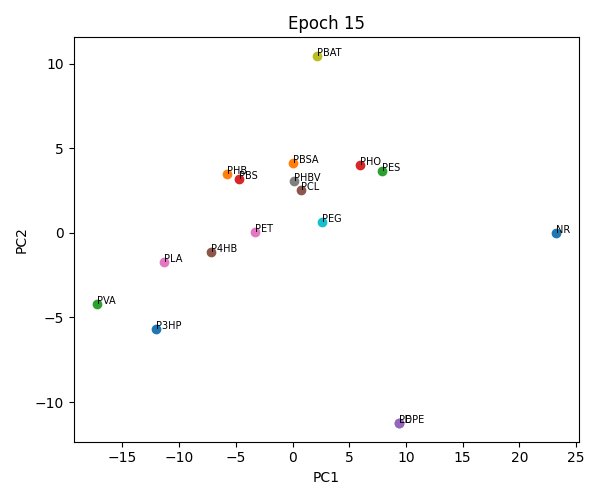 Epoch 15
PBAT
PBSA
PHO
PES
PHB
PBS
PHBV
PCL
PEG
PET
NR
P4HB
PLA
PVA
P3HP
PC2
10
5
0
−5
−10
−15
−10
−5
0
5
10
15
20
25
PC1